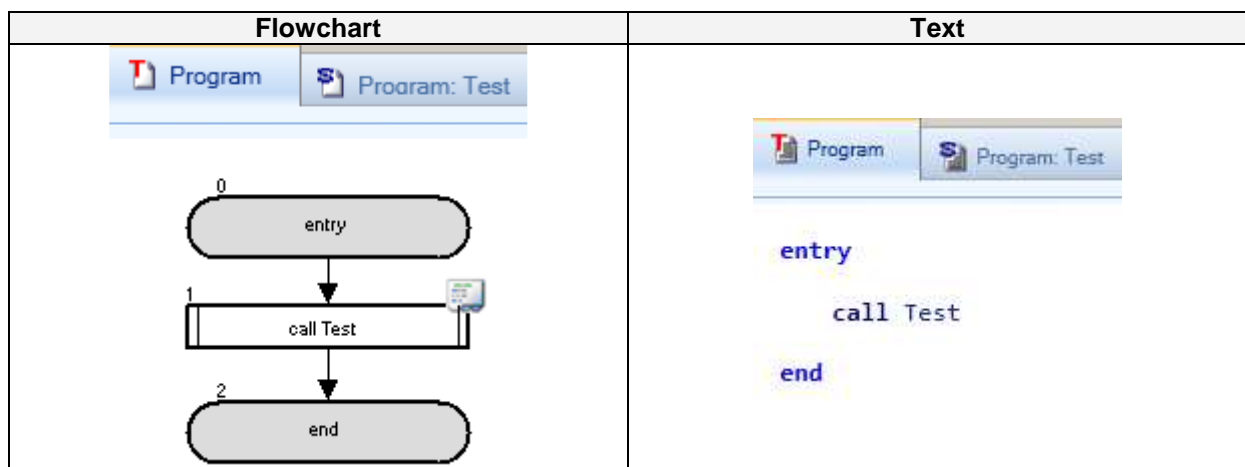 Flowchart
Text
T Program
S Program: Test
0
entry
1
call Test
2
end
T Program
S Program: Test
entry
call Test
end